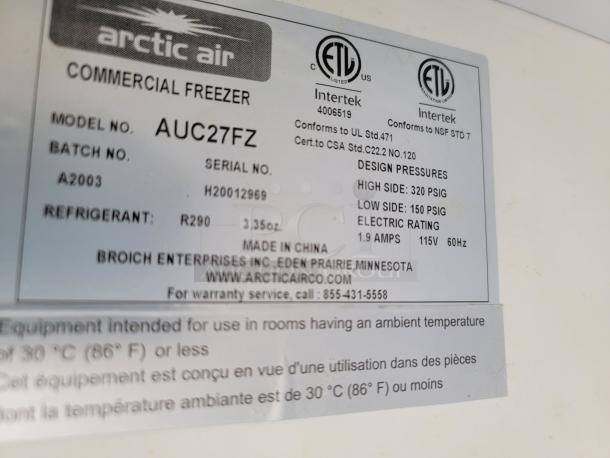 arctic air
COMMERCIAL FREEZER
MODEL NO. AUC27FZ
BATCH NO. SERIAL NO.
A2003 H20012969
REFRIGERANT: R290 3.35oz.
C ETL LISTED US
Intertek
4006519
Conforms to UL Std.471
Cert.to CSA Std.C22.2 NO.120
ETL
Intertek
Conforms to NSF STD 7
DESIGN PRESSURES
HIGH SIDE: 320 PSIG
LOW SIDE: 150 PSIG
ELECTRIC RATING
1.9 AMPS 115V 60Hz
MADE IN CHINA
BROICH ENTERPRISES INC.,EDEN PRAIRIE,MINNESOTA
WWW.ARCTICAIRCO.COM
For warranty service, call : 855-431-5558
Equipment intended for use in rooms having an ambient temperature
of 30 °C (86° F) or less
Cet équipement est conçu en vue d'une utilisation dans des pièces
dont la température ambiante est de 30 °C (86° F) ou moins